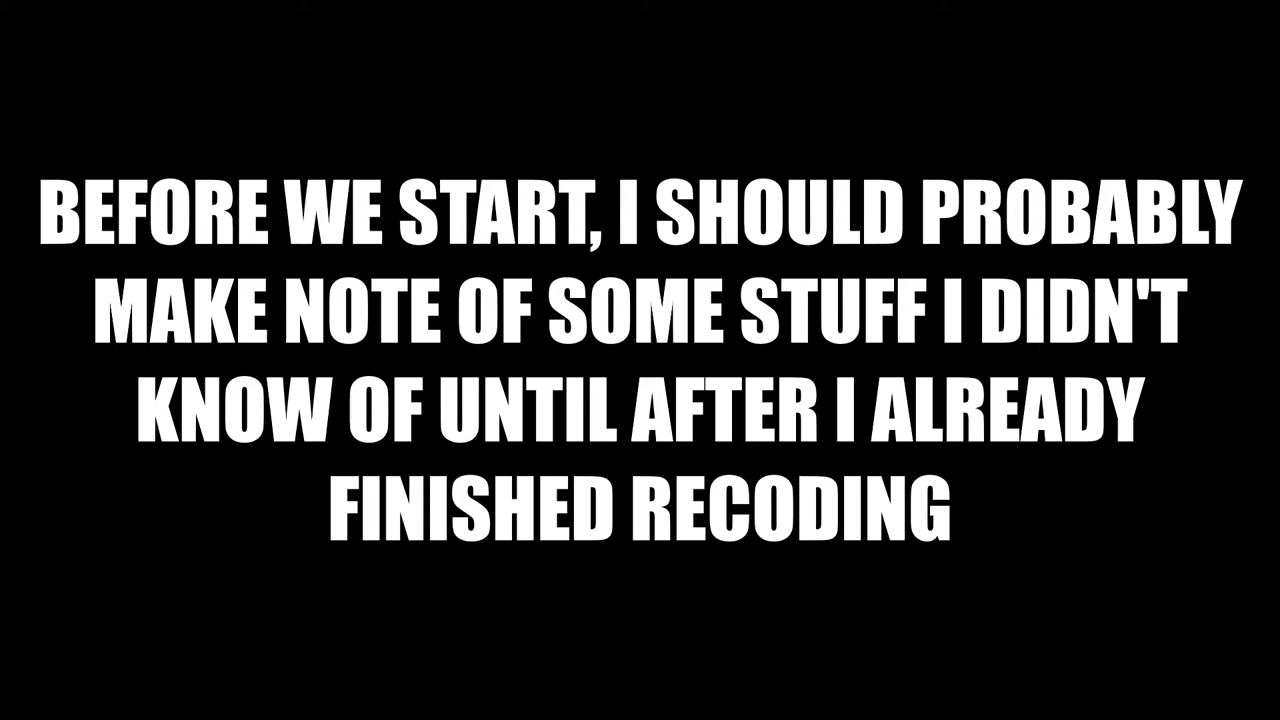 BEFORE WE START, I SHOULD PROBABLY
MAKE NOTE OF SOME STUFF I DIDN'T
KNOW OF UNTIL AFTER I ALREADY
FINISHED RECODING